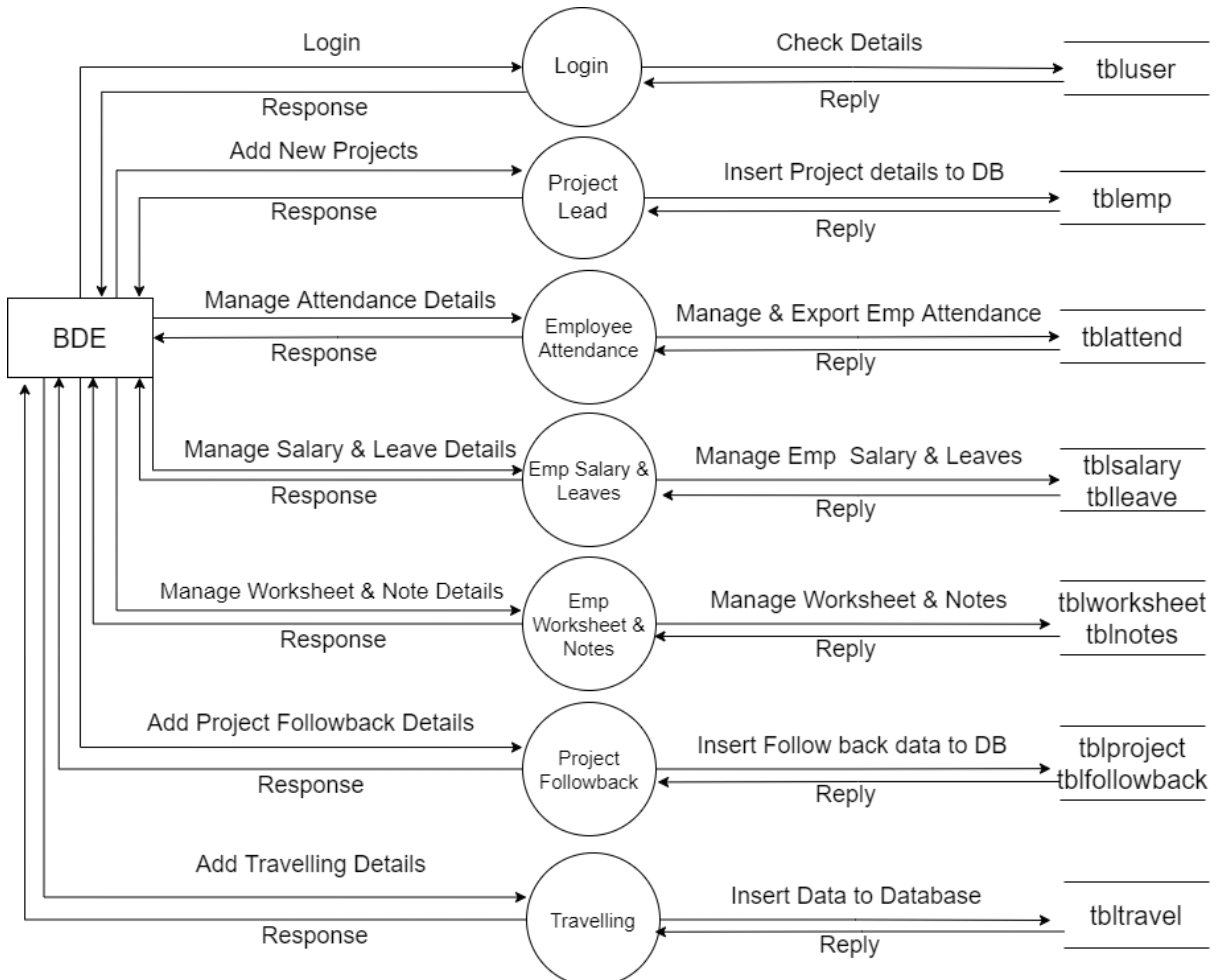 Login
Login
Check Details
tbluser
Response
Reply
Add New Projects
Project
Lead
Insert Project details to DB
tblemp
Response
Reply
BDE
Manage Attendance Details
Employee
Attendance
Manage & Export Emp Attendance
tblattend
Response
Reply
Manage Salary & Leave Details
Emp Salary &
Leaves
Manage Emp  Salary & Leaves
tblsalary
tblleave
Response
Reply
Manage Worksheet & Note Details
Emp
Worksheet &
Notes
Manage Worksheet & Notes
tblworksheet
tblnotes
Response
Reply
Add Project Followback Details
Project
Followback
Insert Follow back data to DB
tblproject
tblfollowback
Response
Reply
Add Travelling Details
Travelling
Insert Data to Database
tbltravel
Response
Reply